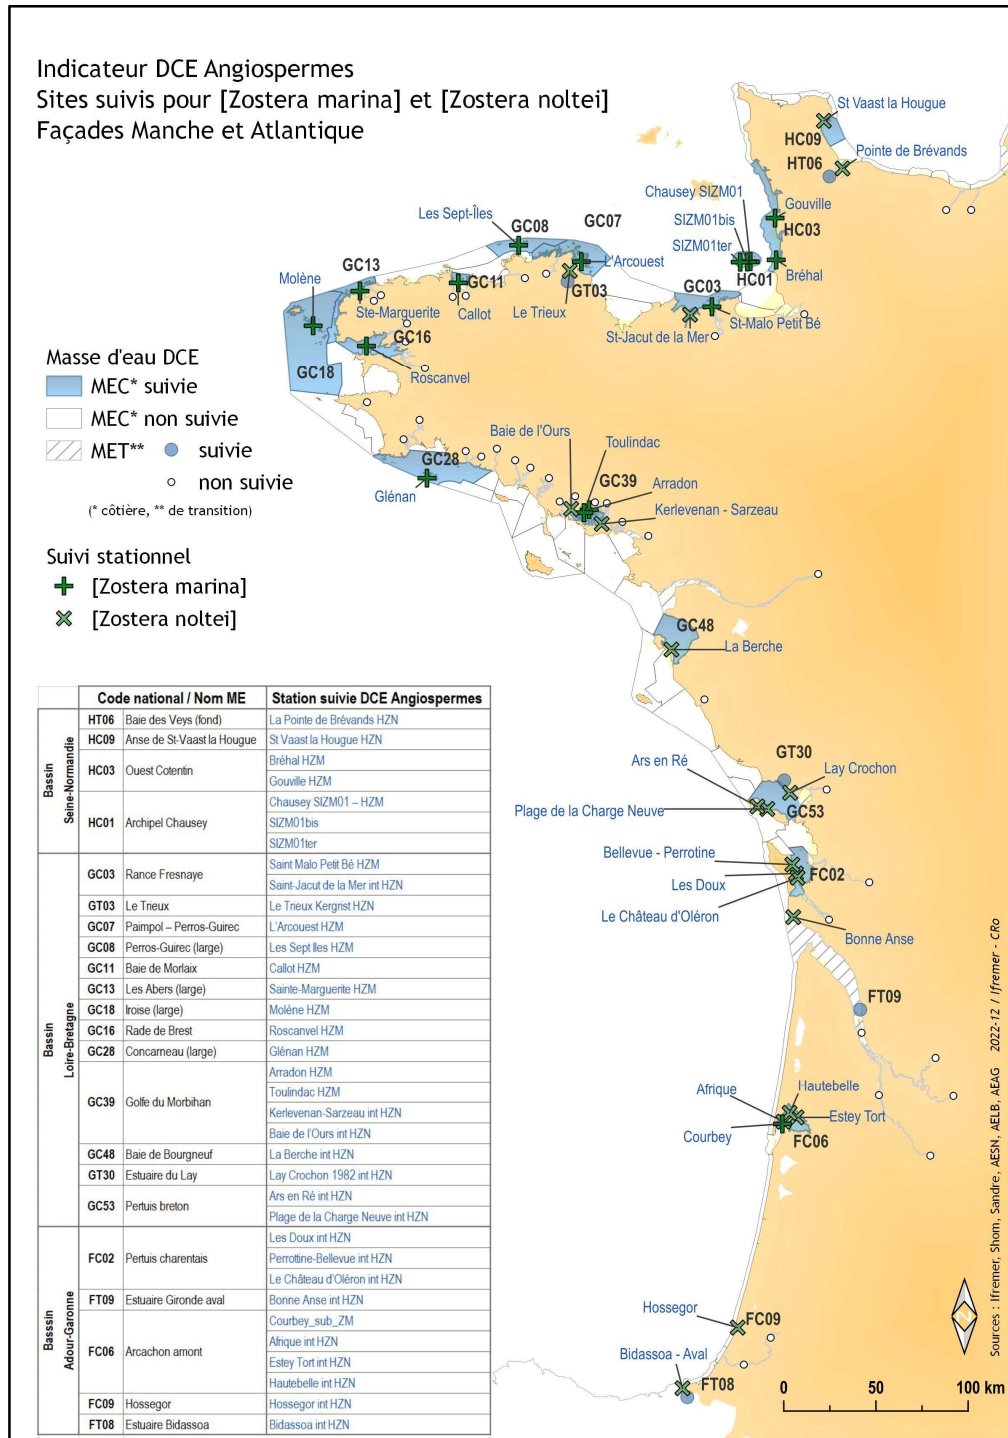 Indicateur DCE Angiospermes
Sites suivis pour [Zostera marina] et [Zostera noltei]
Façades Manche et Atlantique
St Vaast la Hougue
HC09
HT06
Pointe de Brévands
Chausey SIZM01
SIZM01bis
SIZM01ter
Gouville
HC03
HC01
Bréhal
Les Sept-Îles
GC08
GC07
L'Arcouest
GC03
Molène
GC13
GC11
GT03
Ste-Marguerite
Callot
Le Trieux
St-Malo Petit Bé
St-Jacut de la Mer
GC16
GC18
Roscanvel
Masse d'eau DCE
MEC* suivie
MEC* non suivie
MET** suivie
non suivie
(* côtière, ** de transition)
Baie de l'Ours
Toulindac
GC28
GC39
Arradon
Glénan
Kerlevenan - Sarzeau
Suivi stationnel
[Zostera marina]
[Zostera noltei]
GC48
La Berche
GT30
Ars en Ré
Lay Crochon
Plage de la Charge Neuve
GC53
Bellevue - Perrotine
FC02
Les Doux
Le Château d'Oléron
Bonne Anse
FT09
Afrique
Hautebelle
Estey Tort
Courbey
FC06
Hossegor
FC09
Bidassoa - Aval
FT08
N
0 50 100 km
Sources : Ifremer, Shom, Sandre, AESN, AELB, AEAG 2022-12 / Ifremer - CRo
Code national / Nom ME Station suivie DCE Angiospermes
Bassin
Seine-Normandie
HT06 Baie des Veys (fond) La Pointe de Brévands HZN
HC09 Anse de St-Vaast la Hougue St Vaast la Hougue HZN
HC03 Ouest Cotentin Bréhal HZM
Gouville HZM
HC01 Archipel Chausey Chausey SIZM01 – HZM
SIZM01bis
SIZM01ter
Bassin
Loire-Bretagne
GC03 Rance Fresnaye Saint Malo Petit Bé HZM
Saint-Jacut de la Mer int HZN
GT03 Le Trieux Le Trieux Kergrist HZN
GC07 Paimpol – Perros-Guirec L'Arcouest HZM
GC08 Perros-Guirec (large) Les Sept Iles HZM
GC11 Baie de Morlaix Callot HZM
GC13 Les Abers (large) Sainte-Marguerite HZM
GC18 Iroise (large) Molène HZM
GC16 Rade de Brest Roscanvel HZM
GC28 Concarneau (large) Glénan HZM
GC39 Golfe du Morbihan Arradon HZM
Toulindac HZM
Kerlevenan-Sarzeau int HZN
Baie de l'Ours int HZN
GC48 Baie de Bourgneuf La Berche int HZN
GT30 Estuaire du Lay Lay Crochon 1982 int HZN
GC53 Pertuis breton Ars en Ré int HZN
Plage de la Charge Neuve int HZN
Basssin
Adour-Garonne
FC02 Pertuis charentais Les Doux int HZN
Perrottine-Bellevue int HZN
Le Château d'Oléron int HZN
FT09 Estuaire Gironde aval Bonne Anse int HZN
FC06 Arcachon amont Courbey_sub_ZM
Afrique int HZN
Estey Tort int HZN
Hautebelle int HZN
FC09 Hossegor Hossegor int HZN
FT08 Estuaire Bidassoa Bidassoa int HZN